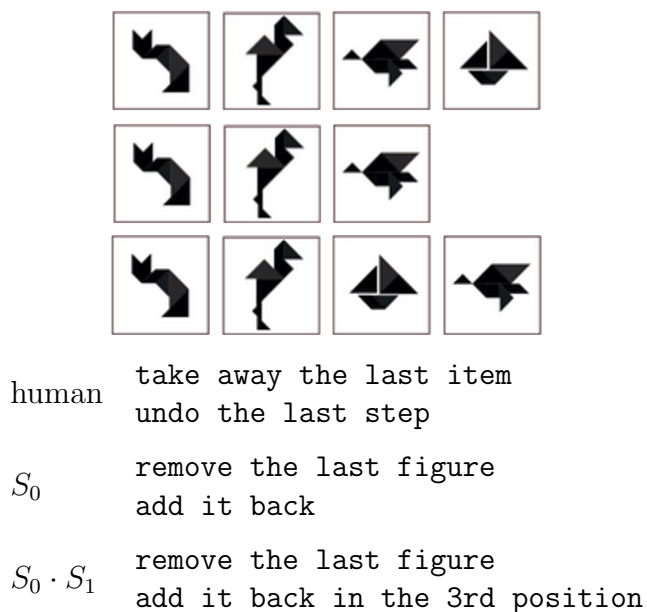 human take away the last item
undo the last step
S₀ remove the last figure
add it back
S₀ · S₁ remove the last figure
add it back in the 3rd position